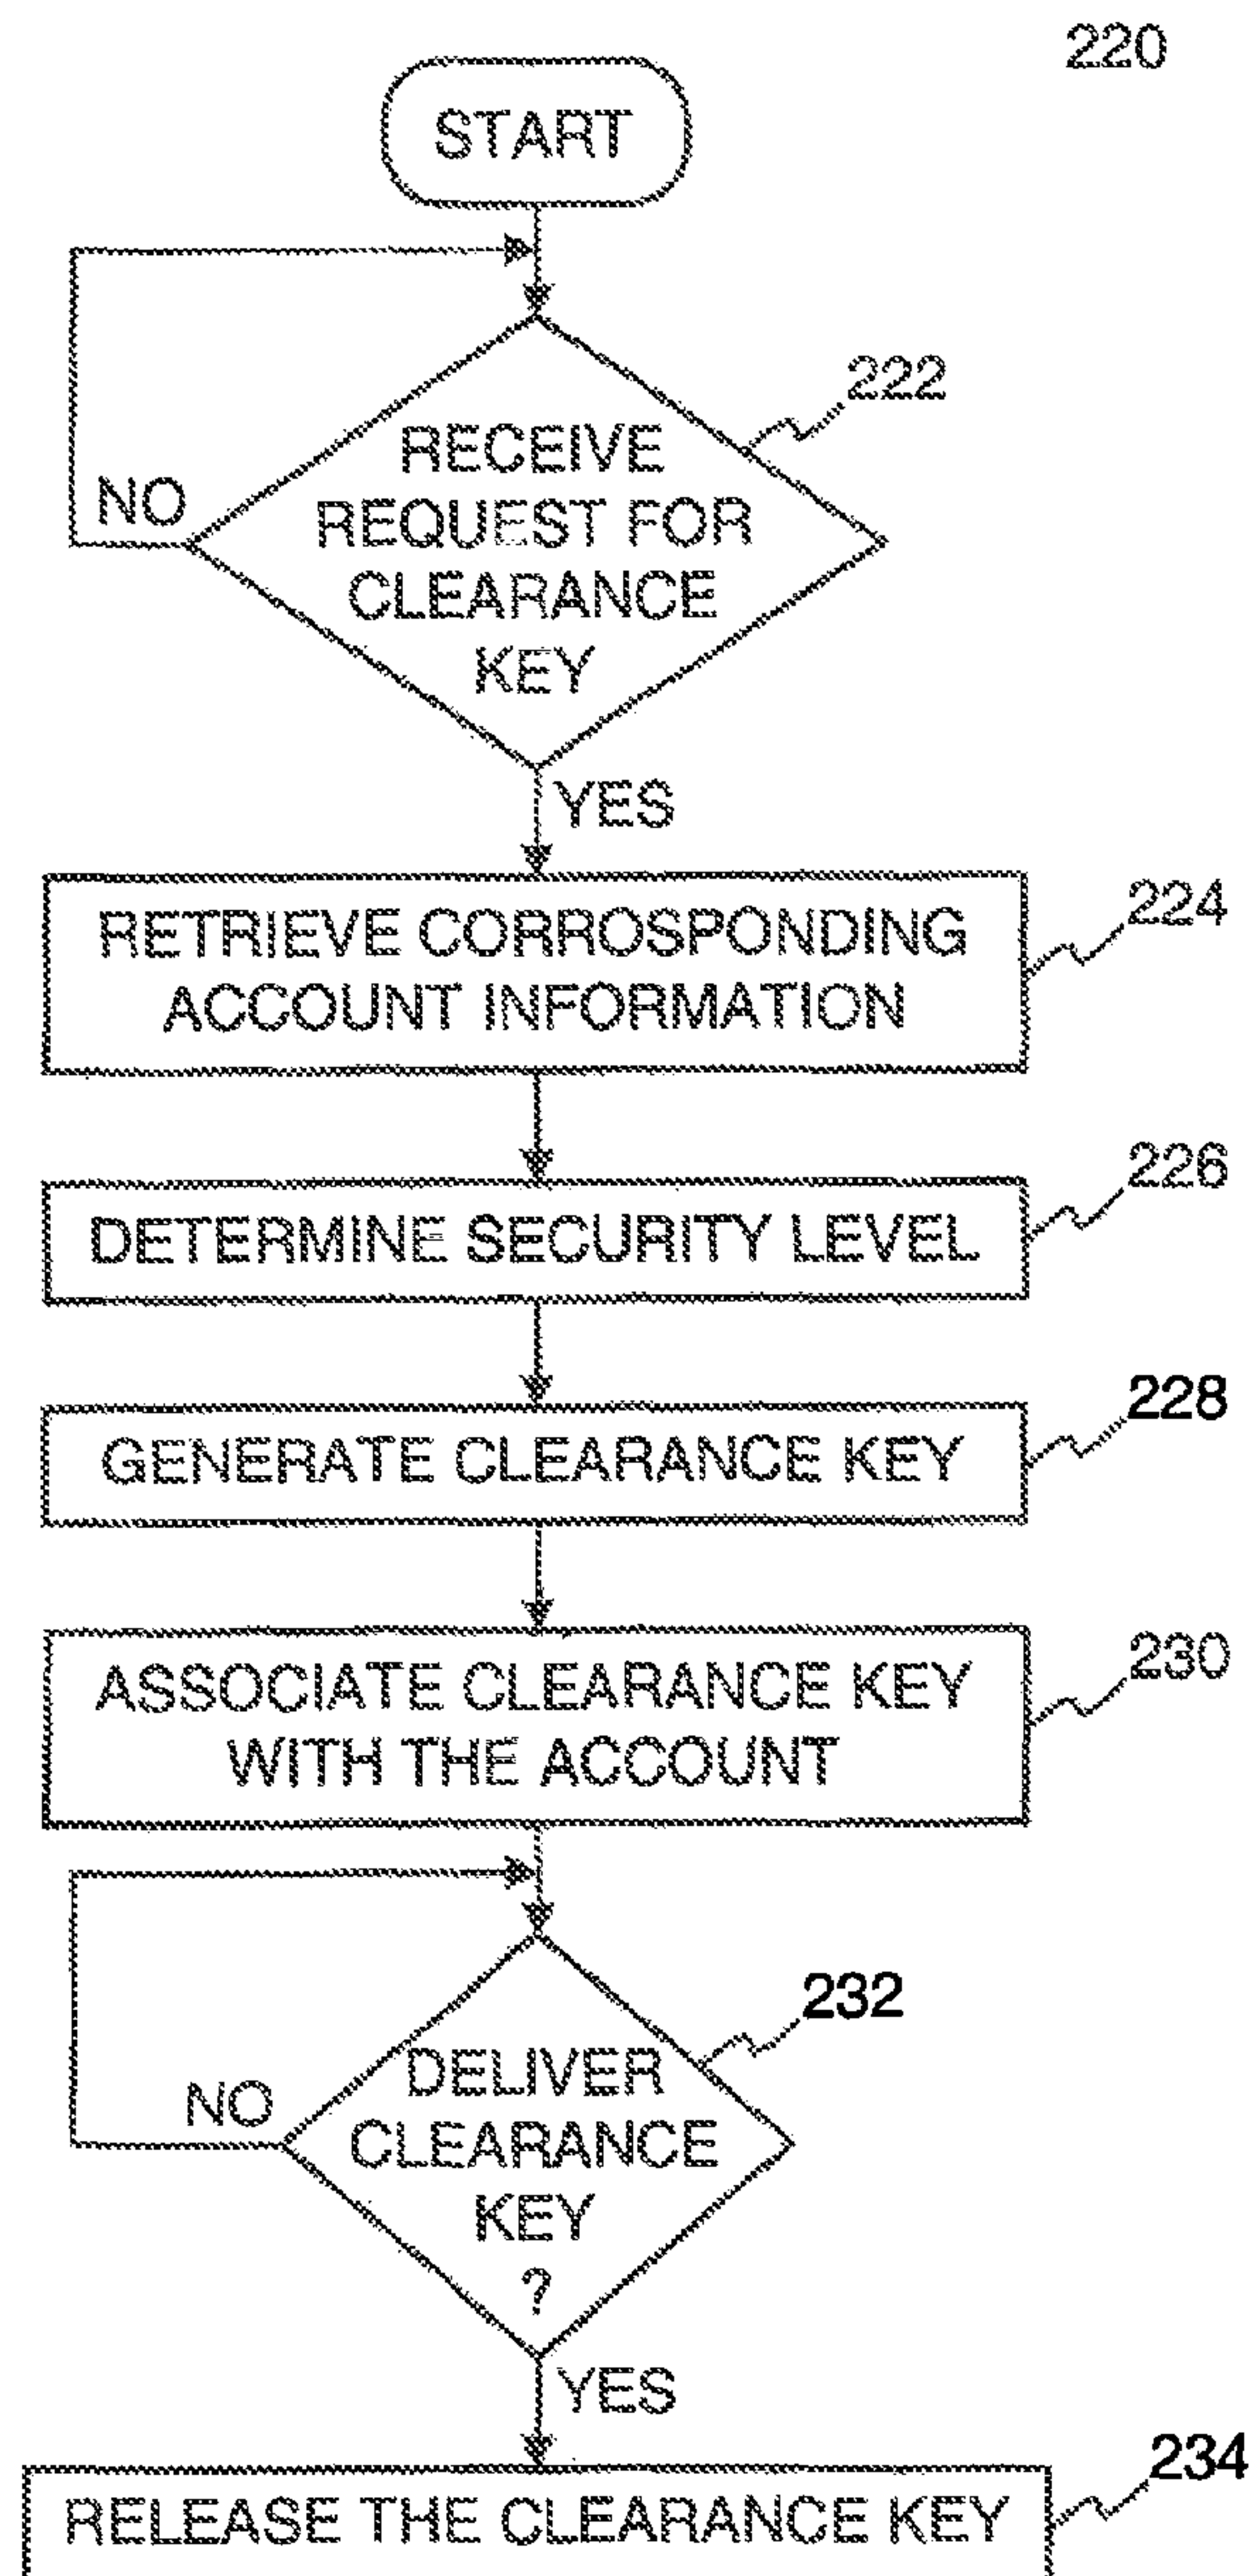 220
START
222
RECEIVE
REQUEST FOR
CLEARANCE
KEY
NO
YES
224
RETRIEVE CORROSPONDING
ACCOUNT INFORMATION
226
DETERMINE SECURITY LEVEL
228
GENERATE CLEARANCE KEY
230
ASSOCIATE CLEARANCE KEY
WITH THE ACCOUNT
232
DELIVER
CLEARANCE
KEY
?
NO
YES
234
RELEASE THE CLEARANCE KEY